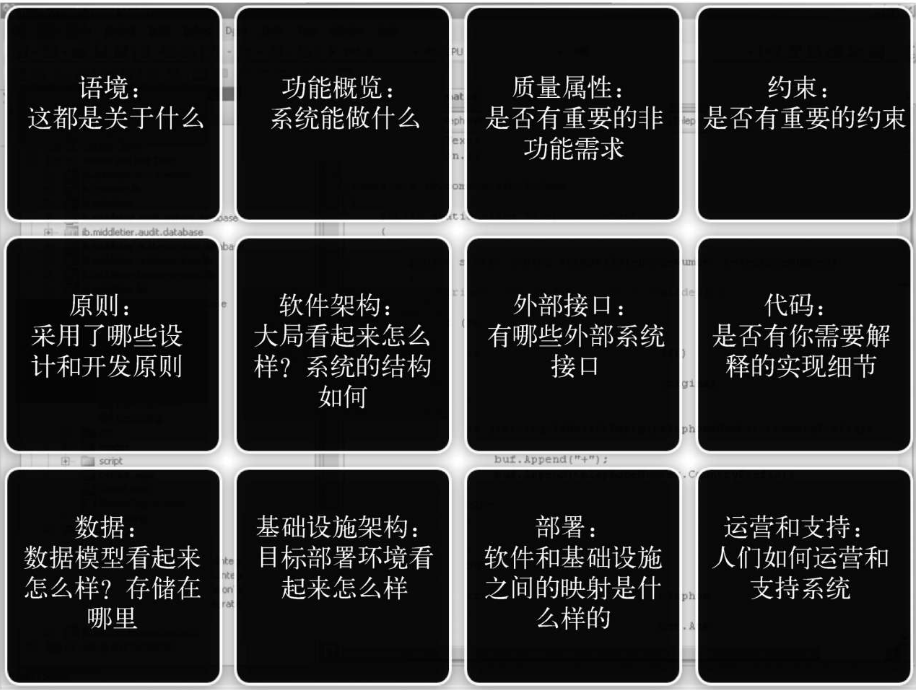 语境：
这都是关于什么
功能概览：
系统能做什么
质量属性：
是否有重要的非
功能需求
约束：
是否有重要的约束
原则：
采用了哪些设
计和开发原则
软件架构：
大局看起来怎么
样？系统的结构
如何
外部接口：
有哪些外部系统
接口
代码：
是否有你需要解
释的实现细节
数据：
数据模型看起来
怎么样？存储在
哪里
基础设施架构：
目标部署环境看
起来怎么样
部署：
软件和基础设施
之间的映射是什
么样的
运营和支持：
人们如何运营和
支持系统
ib.middletier.audit.database
script
buf.Append("+");